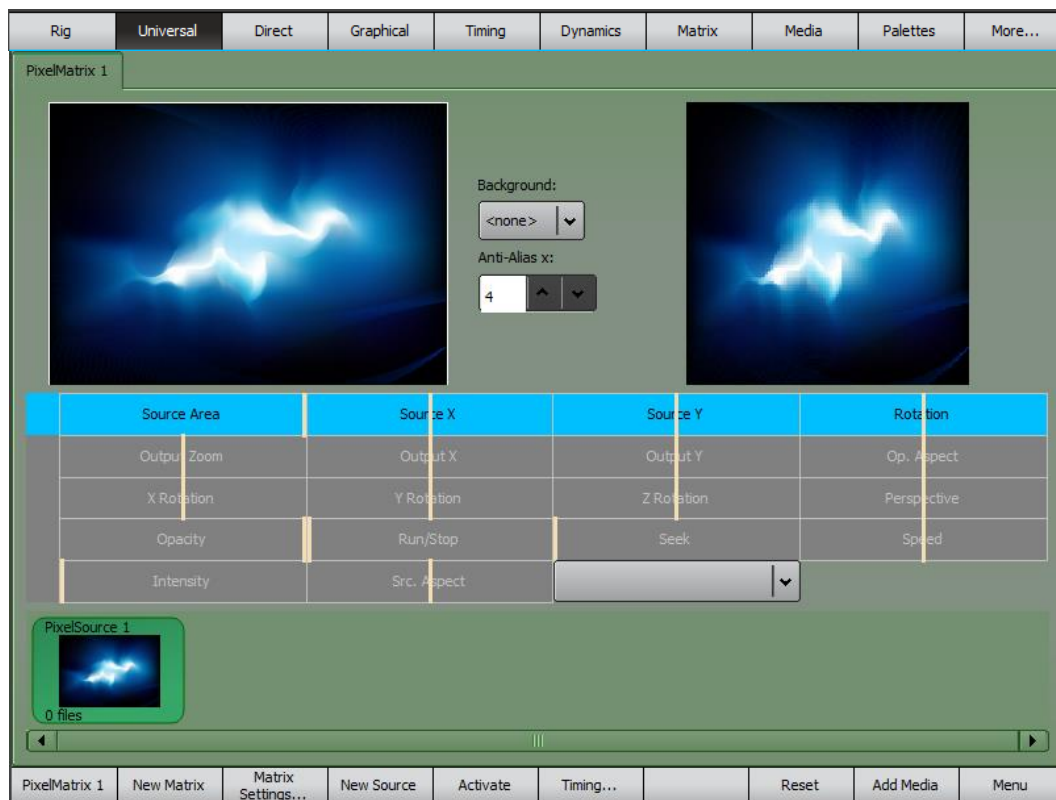 Rig Universal Direct Graphical Timing Dynamics Matrix Media Palettes More...
PixelMatrix 1
Background:
<none>
Anti-Alias x:
4
Source Area Source X Source Y Rotation
Output Zoom Output X Output Y Op. Aspect
X Rotation Y Rotation Z Rotation Perspective
Opacity Run/Stop Seek Speed
Intensity Src. Aspect
PixelSource 1
0 files
PixelMatrix 1 New Matrix Matrix Settings... New Source Activate Timing... Reset Add Media Menu